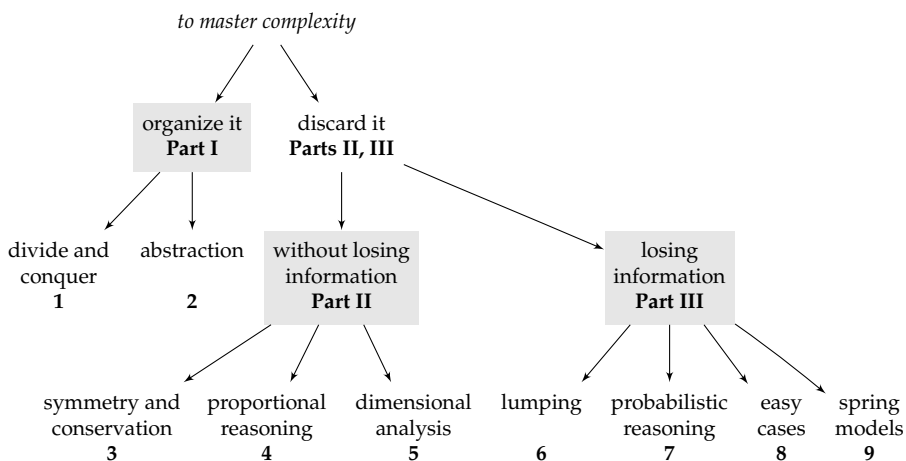 to master complexity
organize it
Part I
discard it
Parts II, III
divide and
conquer
1
abstraction
2
without losing
information
Part II
losing
information
Part III
symmetry and
conservation
3
proportional
reasoning
4
dimensional
analysis
5
lumping
6
probabilistic
reasoning
7
easy
cases
8
spring
models
9